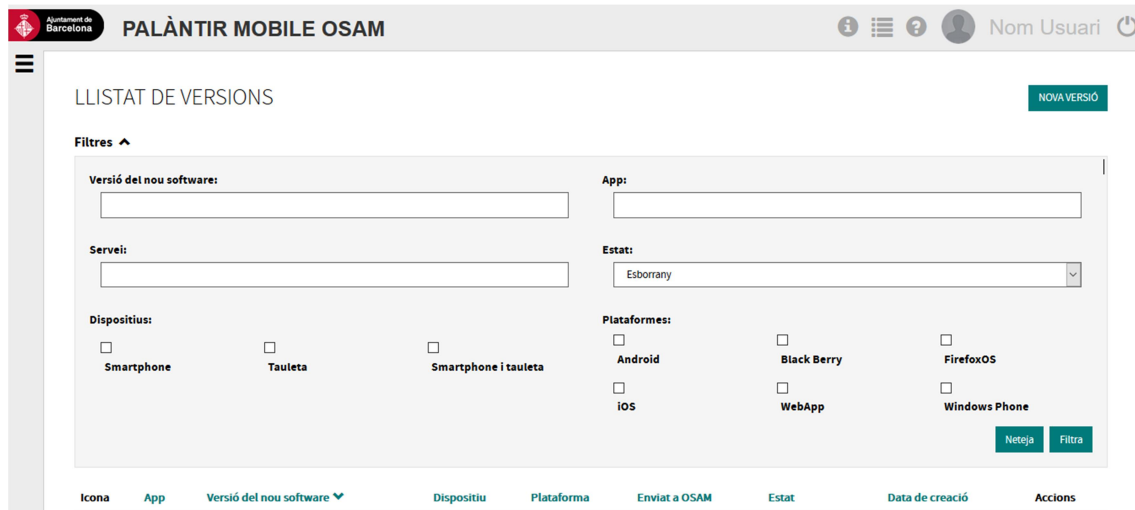 Ajuntament de
Barcelona
PALÀNTIR MOBILE OSAM
Nom Usuari
LLISTAT DE VERSIONS
NOVA VERSIÓ
Filtres
Versió del nou software:
App:
Servei:
Estat:
Esborrany
Dispositius:
Plataformes:
Smartphone
Tauleta
Smartphone i tauleta
Android
Black Berry
FirefoxOS
iOS
WebApp
Windows Phone
Neteja
Filtra
Icona App Versió del nou software Dispositiu Plataforma Enviat a OSAM Estat Data de creació Accions